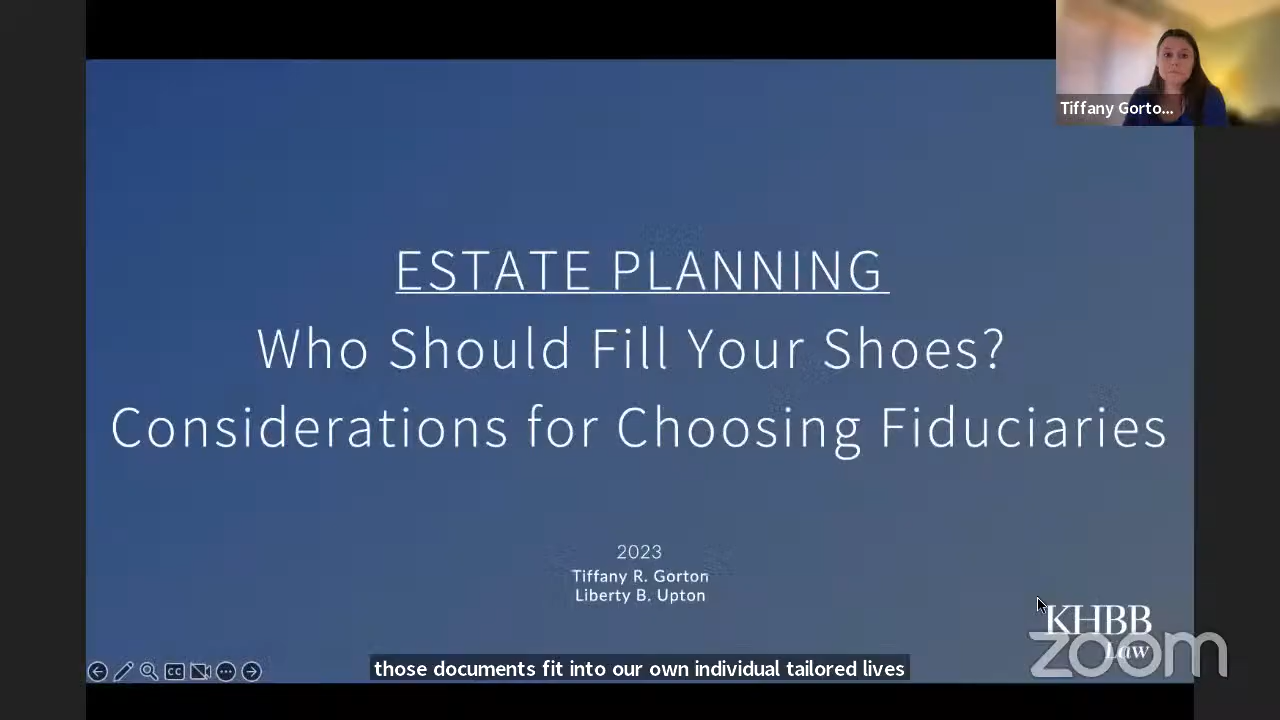 Tiffany Gorto...
ESTATE PLANNING
Who Should Fill Your Shoes?
Considerations for Choosing Fiduciaries
2023
Tiffany R. Gorton
Liberty B. Upton
KHBB
Law
zoom
CC
those documents fit into our own individual tailored lives